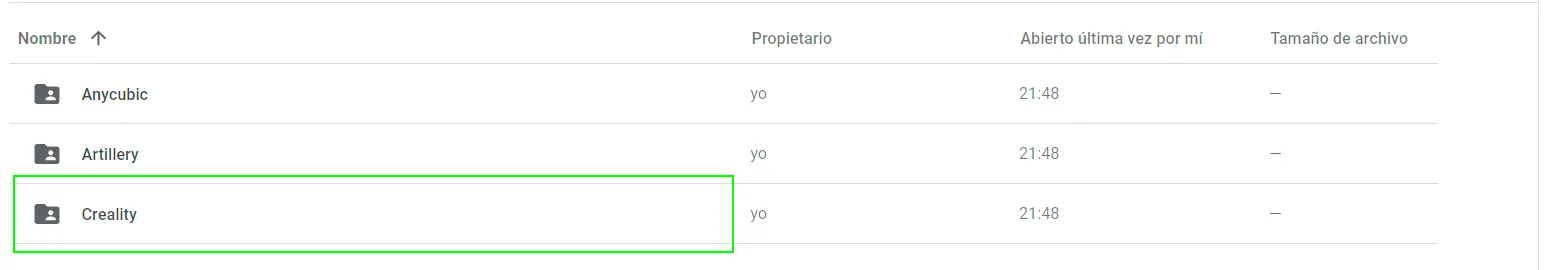 Nombre ↑ Propietario Abierto última vez por mí Tamaño de archivo
Anycubic yo 21:48 —
Artillery yo 21:48 —
Creality yo 21:48 —